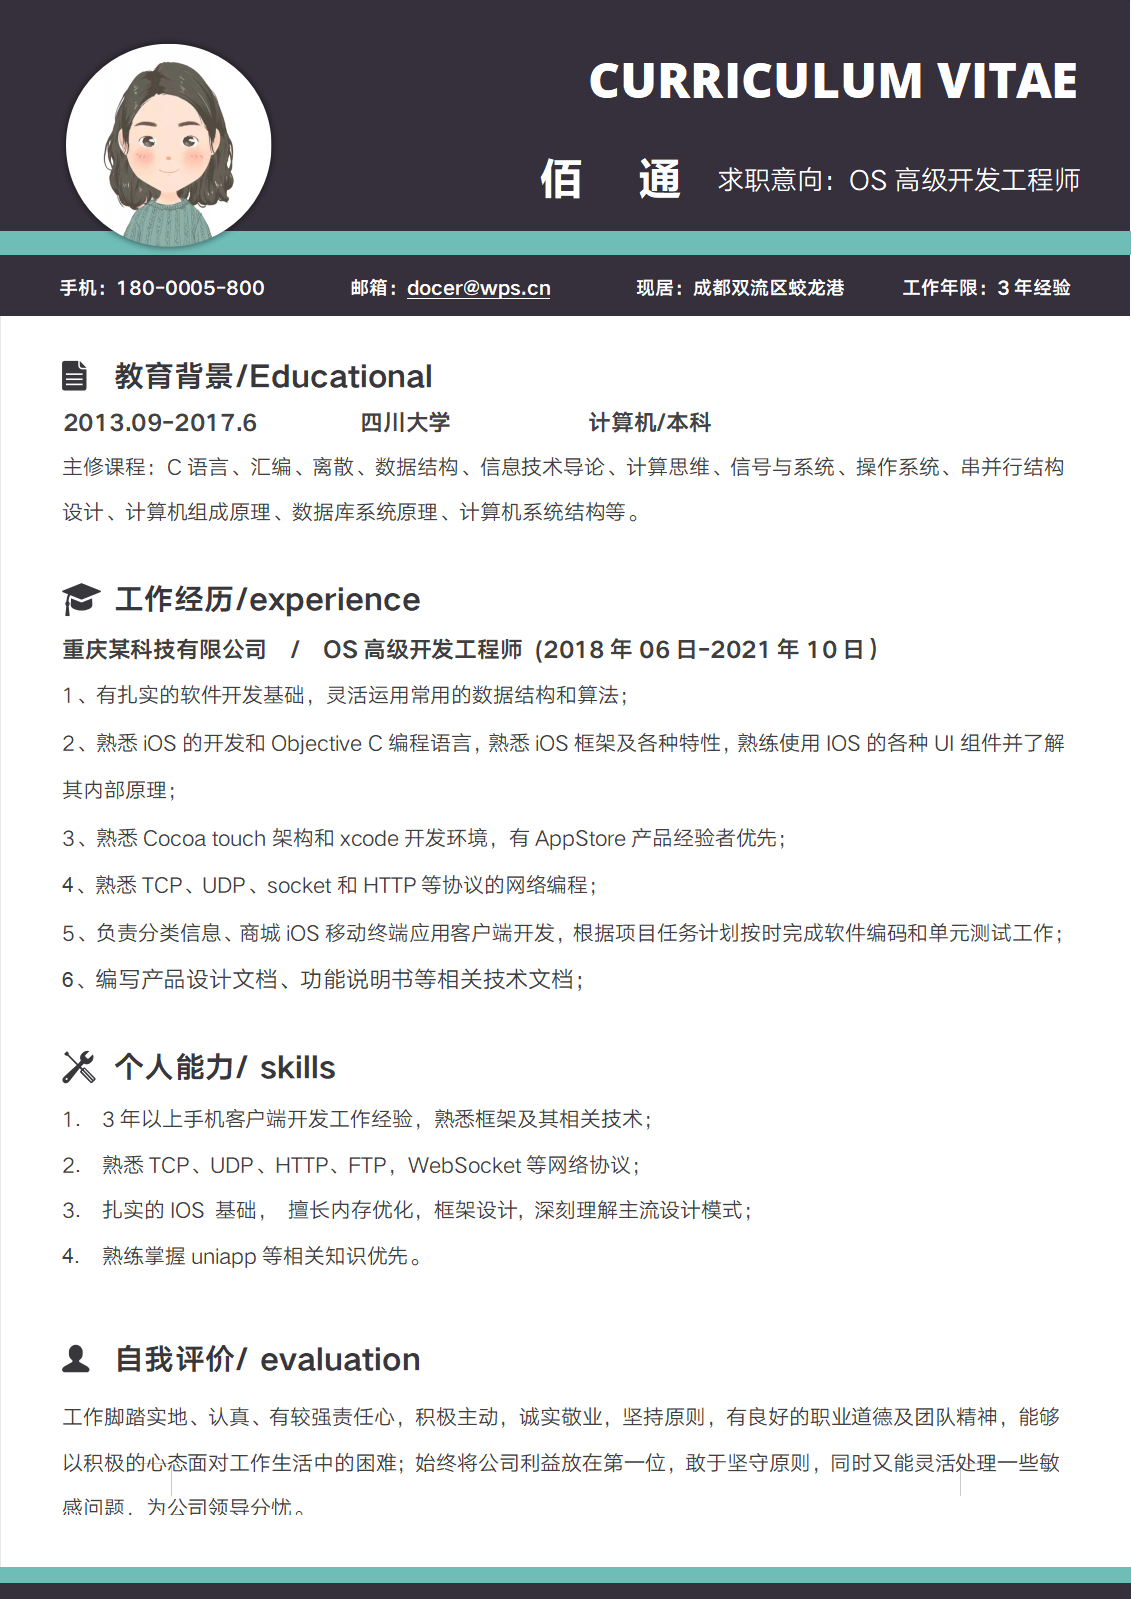 CURRICULUM VITAE
佰 通 求职意向：OS 高级开发工程师
手机：180-0005-800 邮箱：docer@wps.cn 现居：成都双流区蛟龙港 工作年限：3 年经验
教育背景/Educational
2013.09-2017.6 四川大学 计算机/本科
主修课程：C 语言、汇编、离散、数据结构、信息技术导论、计算思维、信号与系统、操作系统、串并行结构
设计、计算机组成原理、数据库系统原理、计算机系统结构等。
工作经历/experience
重庆某科技有限公司 / OS 高级开发工程师（2018 年 06 日-2021 年 10 日）
1、有扎实的软件开发基础，灵活运用常用的数据结构和算法；
2、熟悉 iOS 的开发和 Objective C 编程语言，熟悉 iOS 框架及各种特性，熟练使用 IOS 的各种 UI 组件并了解
其内部原理；
3、熟悉 Cocoa touch 架构和 xcode 开发环境，有 AppStore 产品经验者优先；
4、熟悉 TCP、UDP、socket 和 HTTP 等协议的网络编程；
5、负责分类信息、商城 iOS 移动终端应用客户端开发，根据项目任务计划按时完成软件编码和单元测试工作；
6、编写产品设计文档、功能说明书等相关技术文档；
个人能力/ skills
1. 3 年以上手机客户端开发工作经验，熟悉框架及其相关技术；
2. 熟悉 TCP、UDP、HTTP、FTP，WebSocket 等网络协议；
3. 扎实的 IOS 基础， 擅长内存优化，框架设计, 深刻理解主流设计模式；
4. 熟练掌握 uniapp 等相关知识优先。
自我评价/ evaluation
工作脚踏实地、认真、有较强责任心，积极主动，诚实敬业，坚持原则，有良好的职业道德及团队精神，能够
以积极的心态面对工作生活中的困难；始终将公司利益放在第一位，敢于坚守原则，同时又能灵活处理一些敏
感问题，为公司领导分忧。